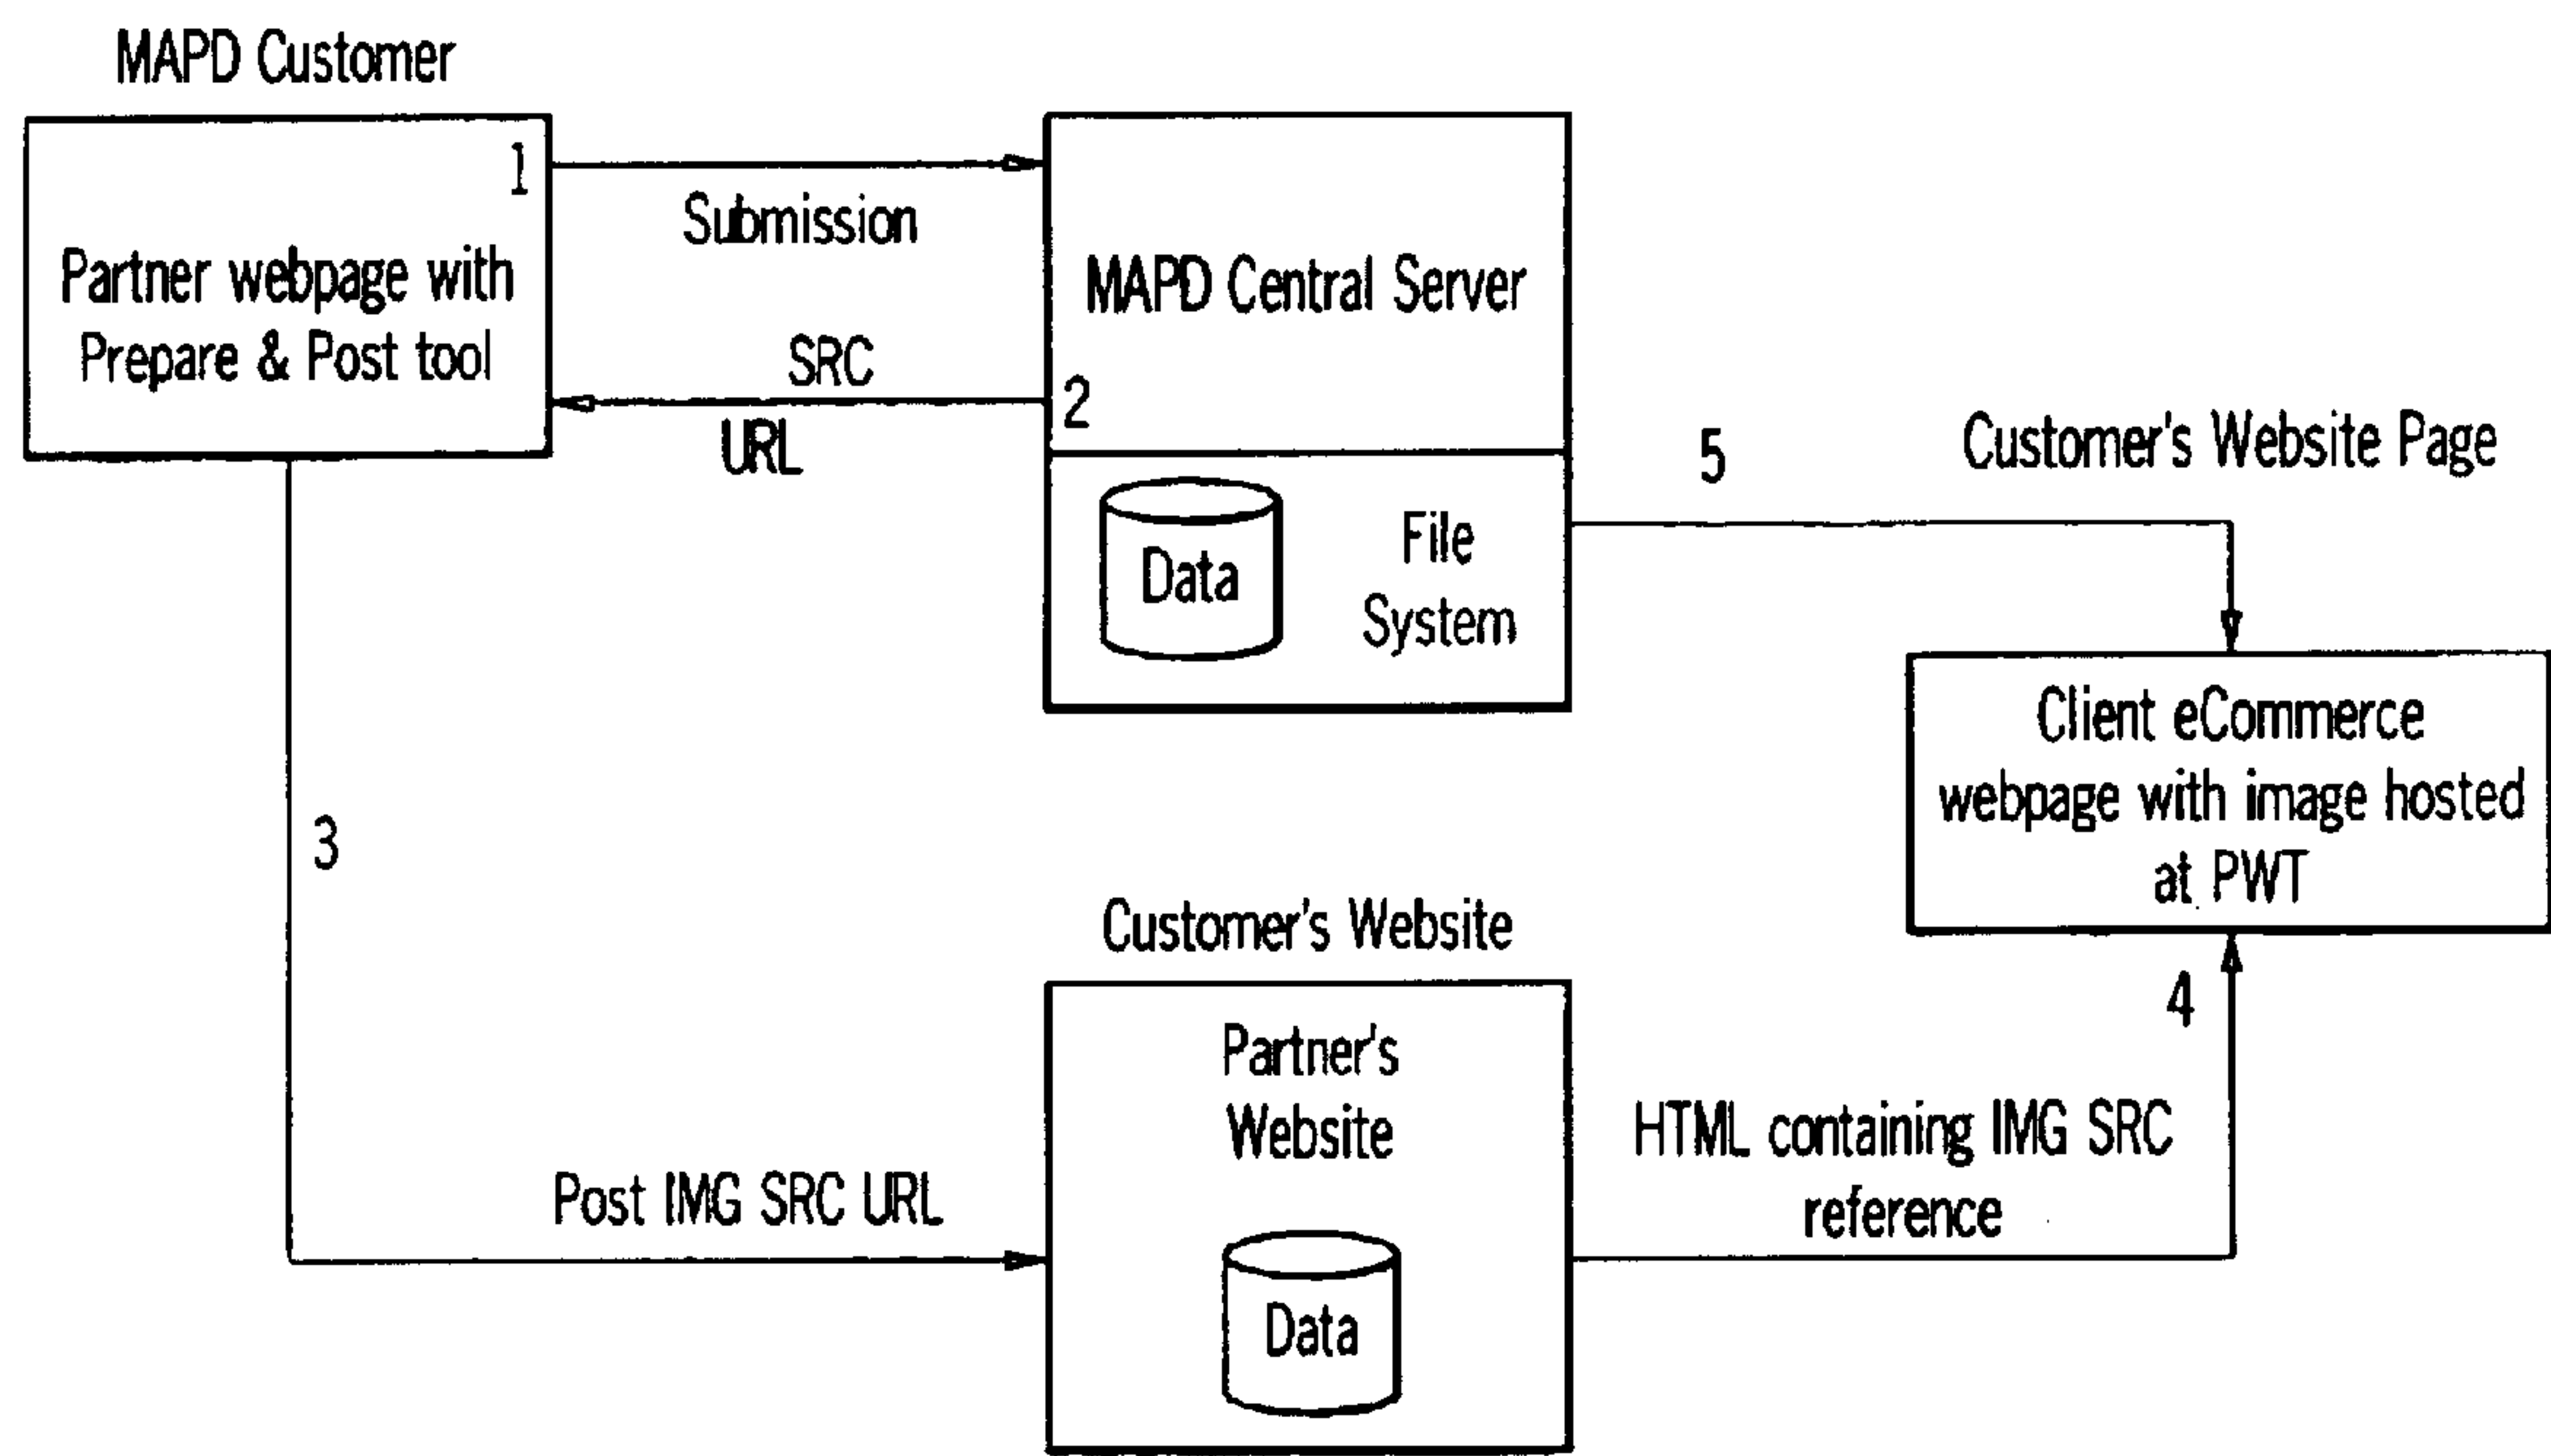 MAPD Customer
1
Partner webpage with
Prepare & Post tool
Submission
SRC
URL
MAPD Central Server
2
Data
File
System
5
Customer's Website Page
Client eCommerce
webpage with image hosted
at PWT
3
Post IMG SRC URL
Customer's Website
Partner's
Website
Data
4
HTML containing IMG SRC
reference